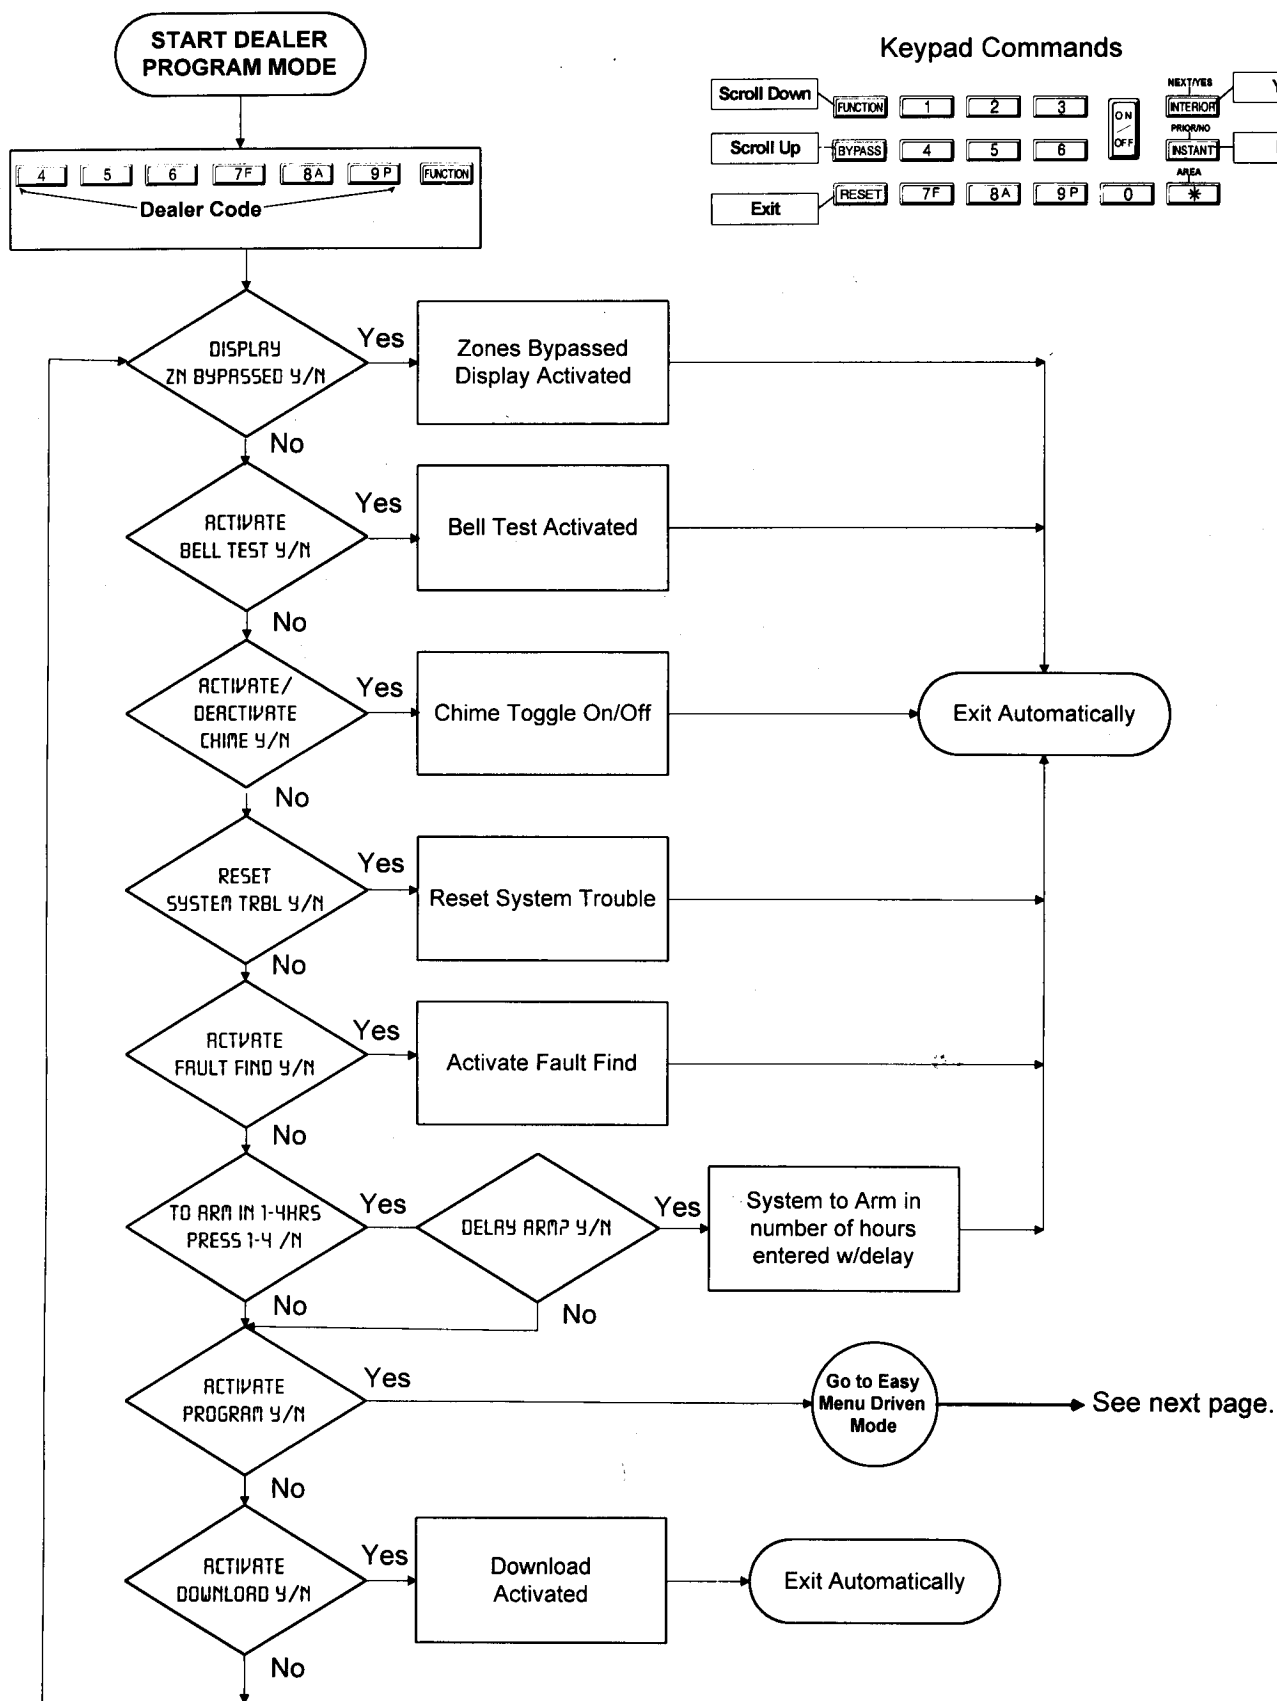 START DEALER
PROGRAM MODE
Keypad Commands
Scroll Down
FUNCTION 1 2 3
ON / OFF
NEXT/YES
INTERIOR
Y
Scroll Up
BYPASS 4 5 6
PRIOR/NO
INSTANT
Exit
RESET 7F 8A 9P 0
AREA
*
4 5 6 7F 8A 9P FUNCTION
Dealer Code
DISPLAY
ZN BYPASSED Y/N
Yes
Zones Bypassed
Display Activated
No
ACTIVATE
BELL TEST Y/N
Yes
Bell Test Activated
No
ACTIVATE/
DEACTIVATE
CHIME Y/N
Yes
Chime Toggle On/Off
Exit Automatically
No
RESET
SYSTEM TRBL Y/N
Yes
Reset System Trouble
No
ACTVATE
FAULT FIND Y/N
Yes
Activate Fault Find
No
TO ARM IN 1-4HRS
PRESS 1-4 /N
Yes
DELAY ARM? Y/N
Yes
System to Arm in
number of hours
entered w/delay
No
No
ACTIVATE
PROGRAM Y/N
Yes
Go to Easy
Menu Driven
Mode
See next page.
No
ACTIVATE
DOWNLOAD Y/N
Yes
Download
Activated
Exit Automatically
No